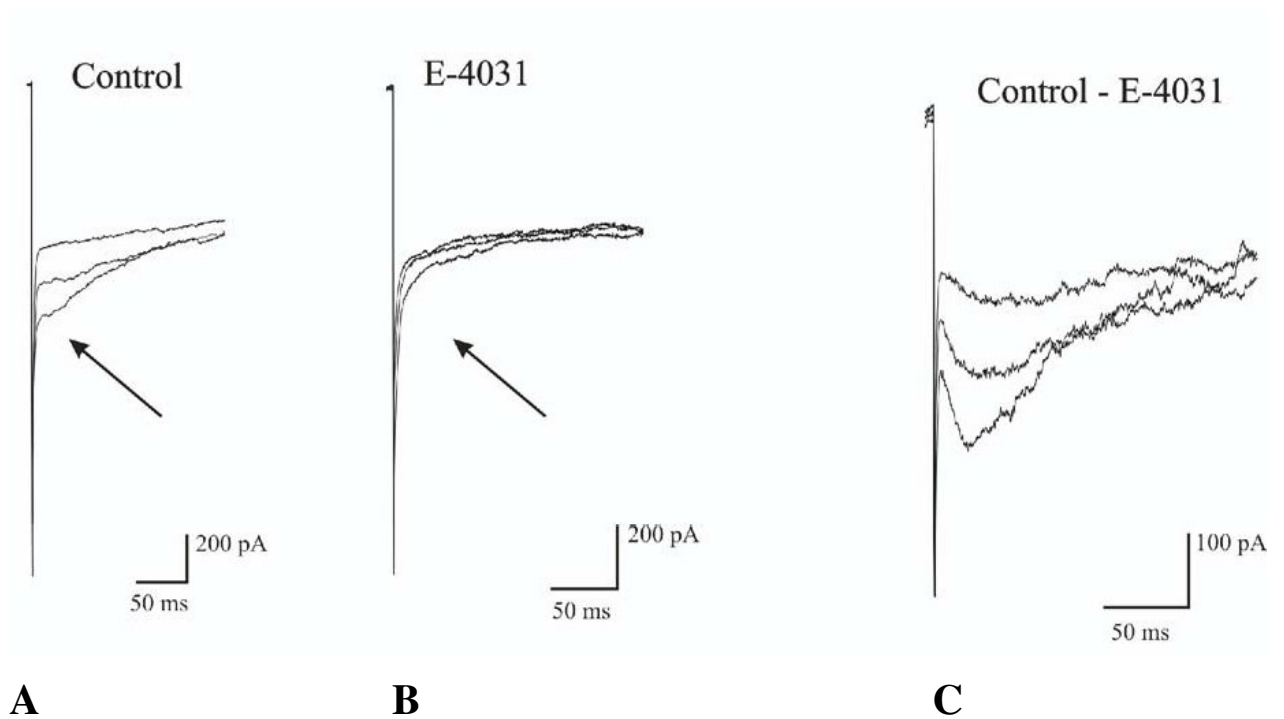 Control
E-4031
Control - E-4031
200 pA
50 ms
200 pA
50 ms
100 pA
50 ms
A
B
C